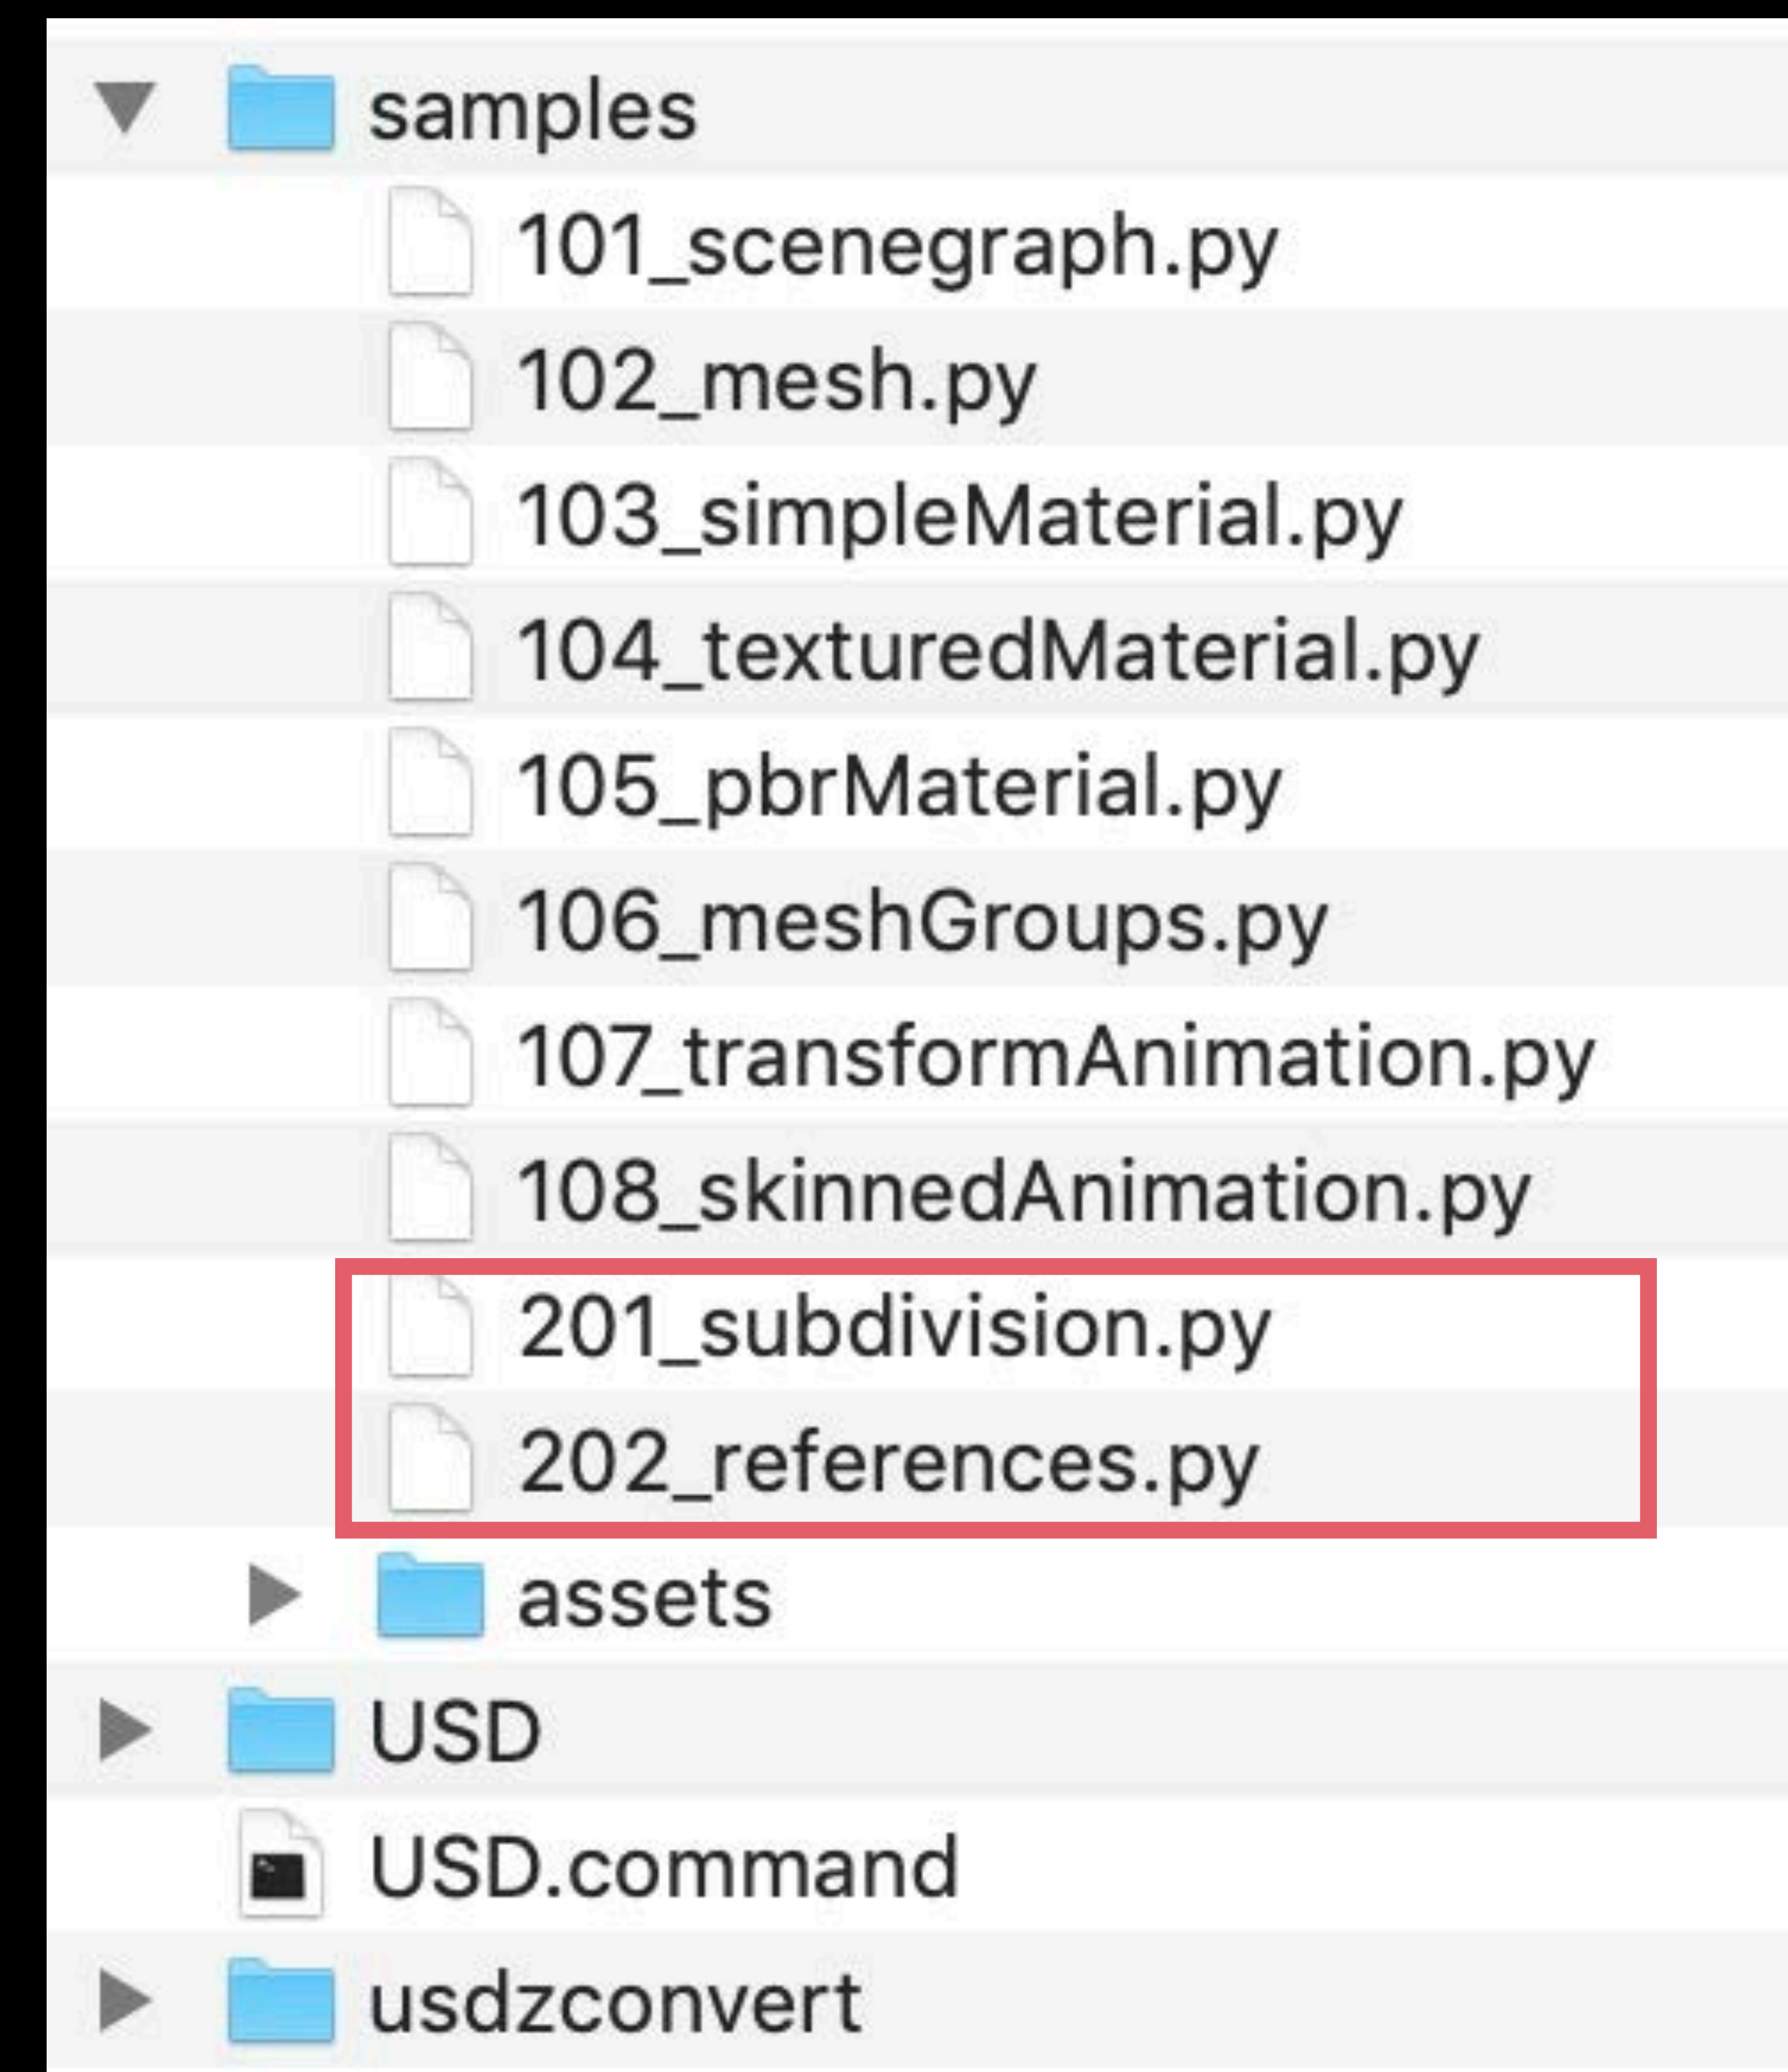 samples
101_scenegraph.py
102_mesh.py
103_simpleMaterial.py
104_texturedMaterial.py
105_pbrMaterial.py
106_meshGroups.py
107_transformAnimation.py
108_skinnedAnimation.py
201_subdivision.py
202_references.py
assets
USD
USD.command
usdzconvert